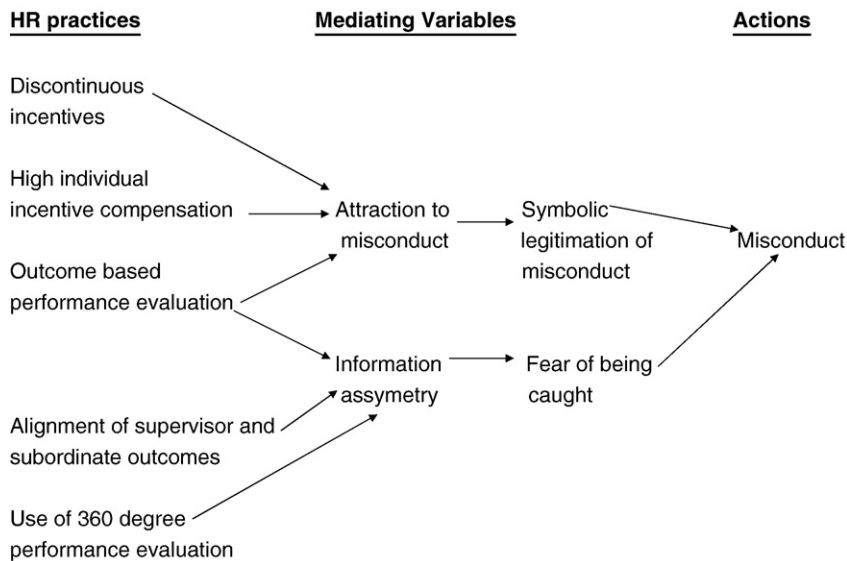 HR practices
Mediating Variables
Actions
Discontinuous
incentives
High individual
incentive compensation
Attraction to
misconduct
Symbolic
legitimation of
misconduct
Misconduct
Outcome based
performance evaluation
Information
assymetry
Fear of being
caught
Alignment of supervisor and
subordinate outcomes
Use of 360 degree
performance evaluation